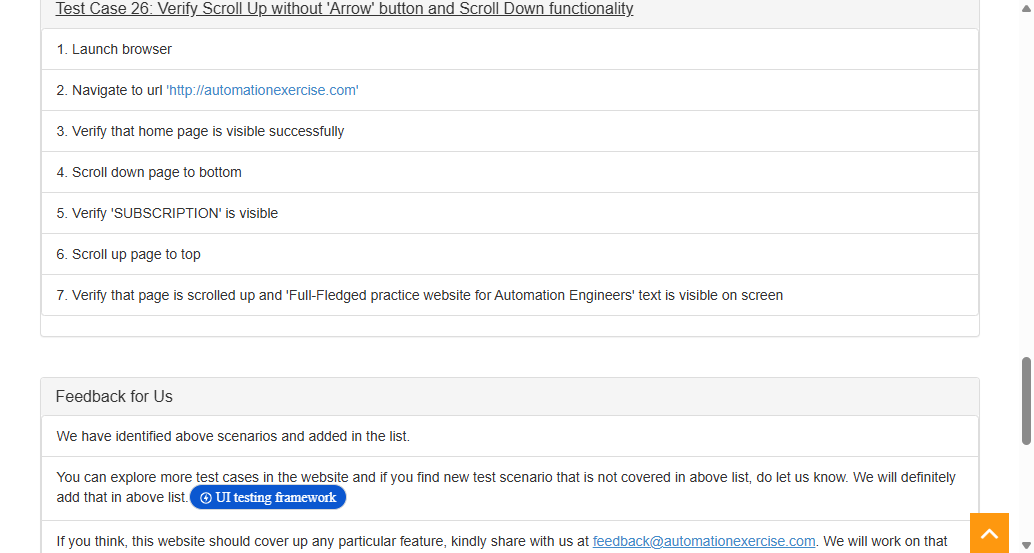 Test Case 26: Verify Scroll Up without 'Arrow' button and Scroll Down functionality
1. Launch browser
2. Navigate to url 'http://automationexercise.com'
3. Verify that home page is visible successfully
4. Scroll down page to bottom
5. Verify 'SUBSCRIPTION' is visible
6. Scroll up page to top
7. Verify that page is scrolled up and 'Full-Fledged practice website for Automation Engineers' text is visible on screen
Feedback for Us
We have identified above scenarios and added in the list.
You can explore more test cases in the website and if you find new test scenario that is not covered in above list, do let us know. We will definitely
add that in above list. UI testing framework
If you think, this website should cover up any particular feature, kindly share with us at feedback@automationexercise.com. We will work on that